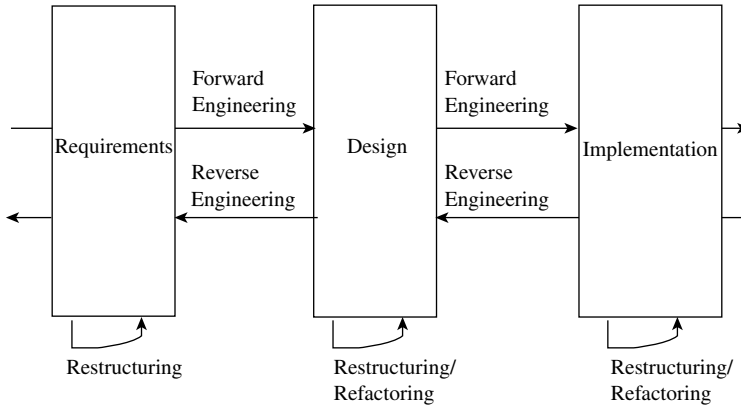 Forward
Engineering
Forward
Engineering
Requirements
Design
Implementation
Reverse
Engineering
Reverse
Engineering
Restructuring
Restructuring/
Refactoring
Restructuring/
Refactoring